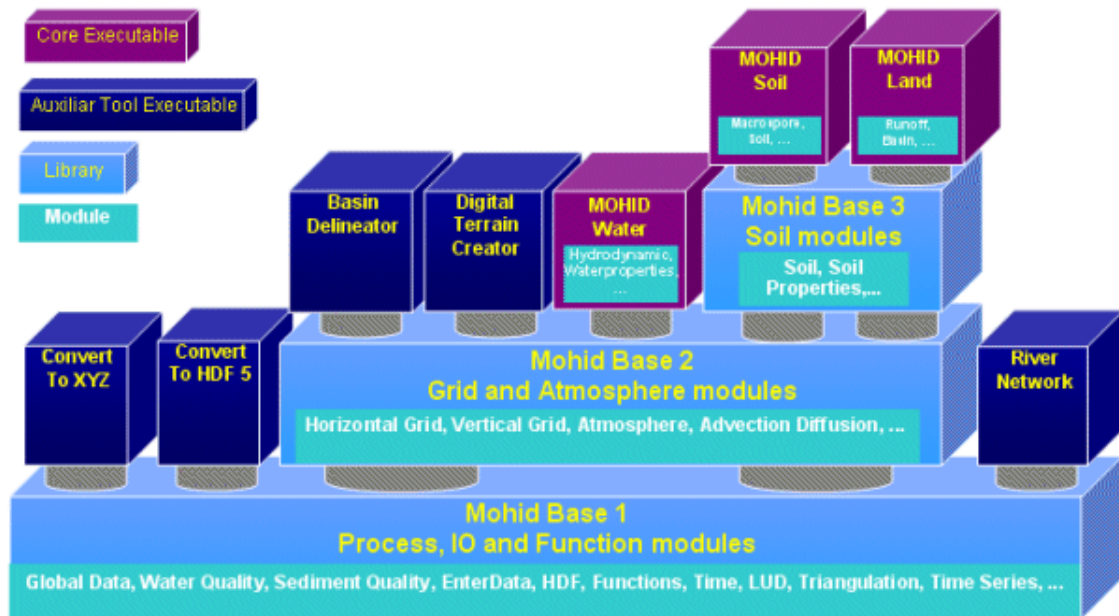 Core Executable
Auxiliar Tool Executable
Library
Module
MOHID
Soil
Macropore,
Soil, ...
MOHID
Land
Runoff,
Basin, ...
Basin
Delineator
Digital
Terrain
Creator
MOHID
Water
Hydrodynamic,
Waterproperties,
...
Mohid Base 3
Soil modules
Soil, Soil
Properties,...
Convert
To XYZ
Convert
To HDF 5
Mohid Base 2
Grid and Atmosphere modules
Horizontal Grid, Vertical Grid, Atmosphere, Advection Diffusion, ...
River
Network
Mohid Base 1
Process, IO and Function modules
Global Data, Water Quality, Sediment Quality, EnterData, HDF, Functions, Time, LUD, Triangulation, Time Series, ...